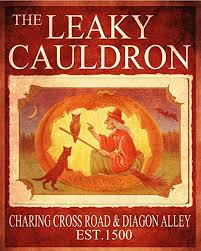 THE LEAKY
CAULDRON
CHARING CROSS ROAD & DIAGON ALLEY
EST.1500